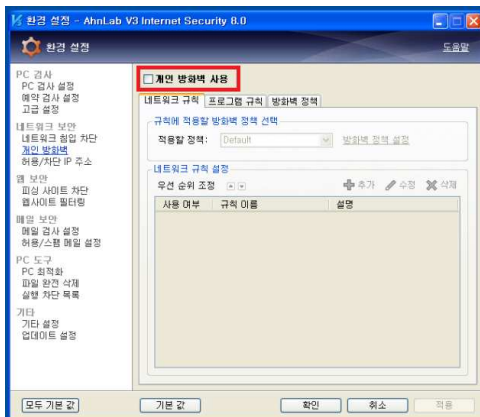 환경 설정 - AhnLab V3 Internet Security 8.0
환경 설정
도움말
PC 검사
PC 검사 설정
예약 검사 설정
고급 설정
네트워크 보안
네트워크 침입 차단
개인 방화벽
허용/차단 IP 주소
웹 보안
피싱 사이트 차단
웹사이트 필터링
메일 보안
메일 검사 설정
허용/스팸 메일 설정
PC 도구
PC 최적화
파일 완전 삭제
실행 차단 목록
기타
기타 설정
업데이트 설정
개인 방화벽 사용
네트워크 규칙 프로그램 규칙 방화벽 정책
규칙에 적용할 방화벽 정책 선택
적용할 정책: Default 방화벽 정책 설정
네트워크 규칙 설정
우선 순위 조정 추가 수정 삭제
사용 여부 규칙 이름 설명
모두 기본 값 기본 값 확인 취소 적용